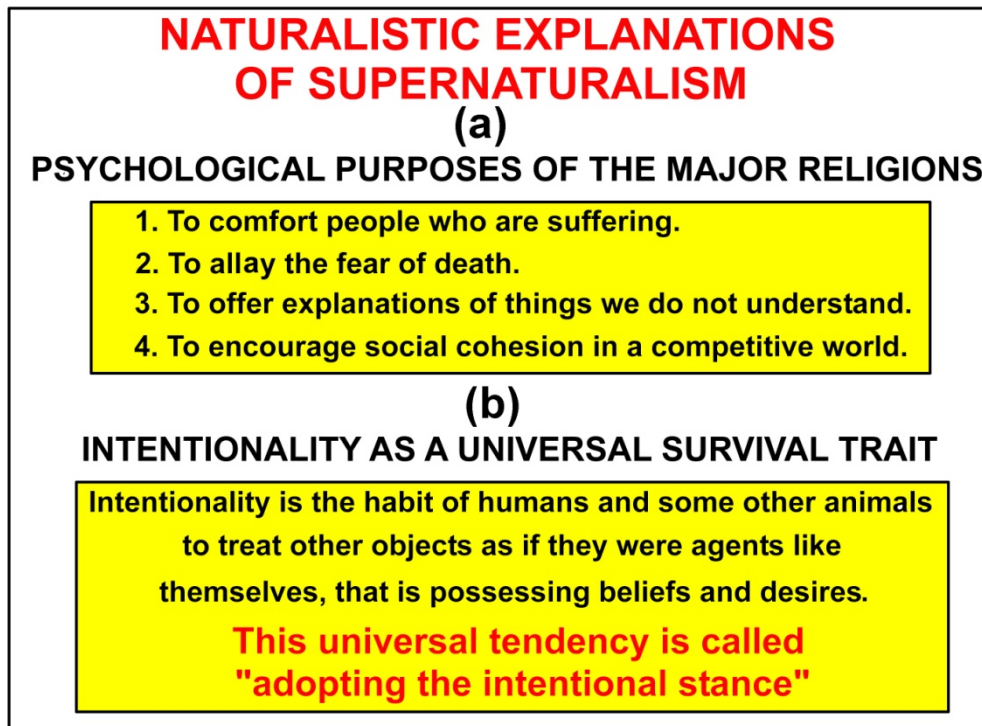 NATURALISTIC EXPLANATIONS
OF SUPERNATURALISM
(a)
PSYCHOLOGICAL PURPOSES OF THE MAJOR RELIGIONS
1. To comfort people who are suffering.
2. To allay the fear of death.
3. To offer explanations of things we do not understand.
4. To encourage social cohesion in a competitive world.
(b)
INTENTIONALITY AS A UNIVERSAL SURVIVAL TRAIT
Intentionality is the habit of humans and some other animals
to treat other objects as if they were agents like
themselves, that is possessing beliefs and desires.
This universal tendency is called
"adopting the intentional stance"